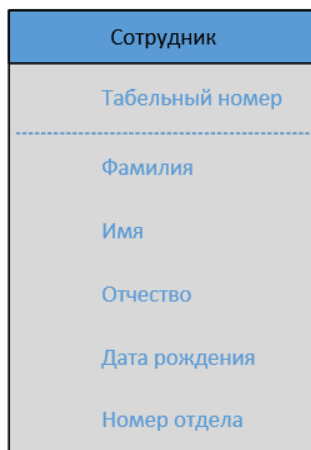 Сотрудник
Табельный номер
Фамилия
Имя
Отчество
Дата рождения
Номер отдела